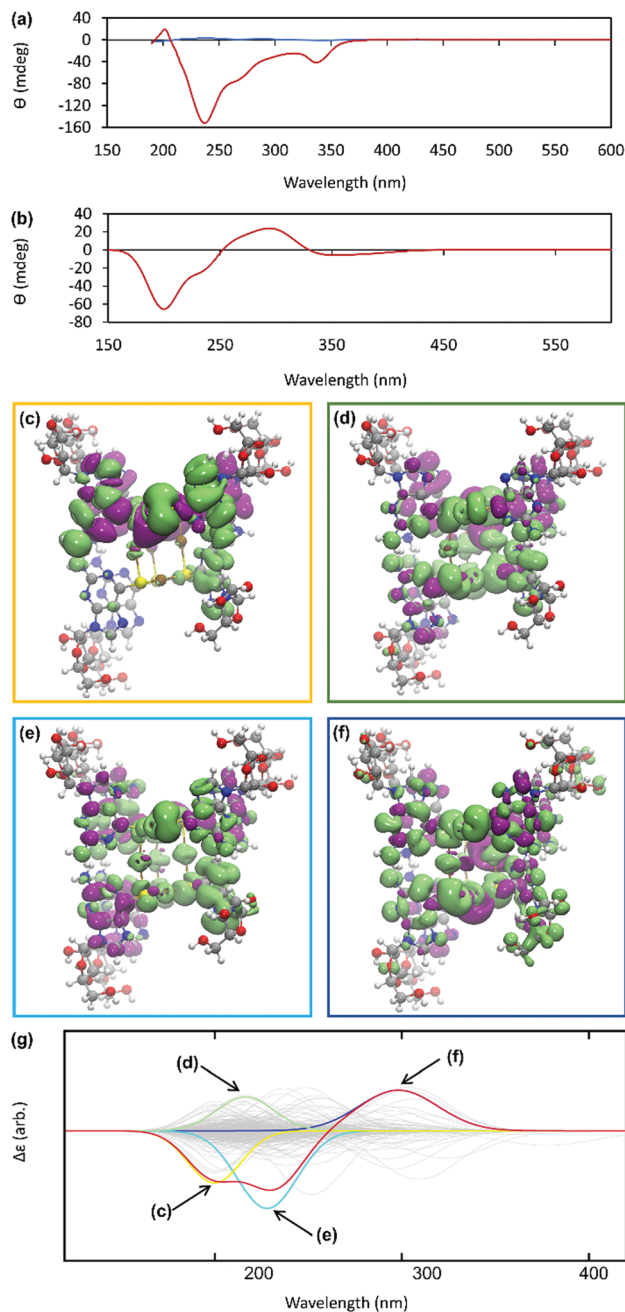 (a)
40
0
-40
-80
-120
-160
Θ (mdeg)
150 200 250 300 350 400 450 500 550 600
Wavelength (nm)
(b)
40
20
0
-20
-40
-60
-80
Θ (mdeg)
150 250 350 450 550
Wavelength (nm)
(c) (d)
(e) (f)
(g)
(d) (f)
Δε (arb.)
(c) (e)
200 300 400
Wavelength (nm)